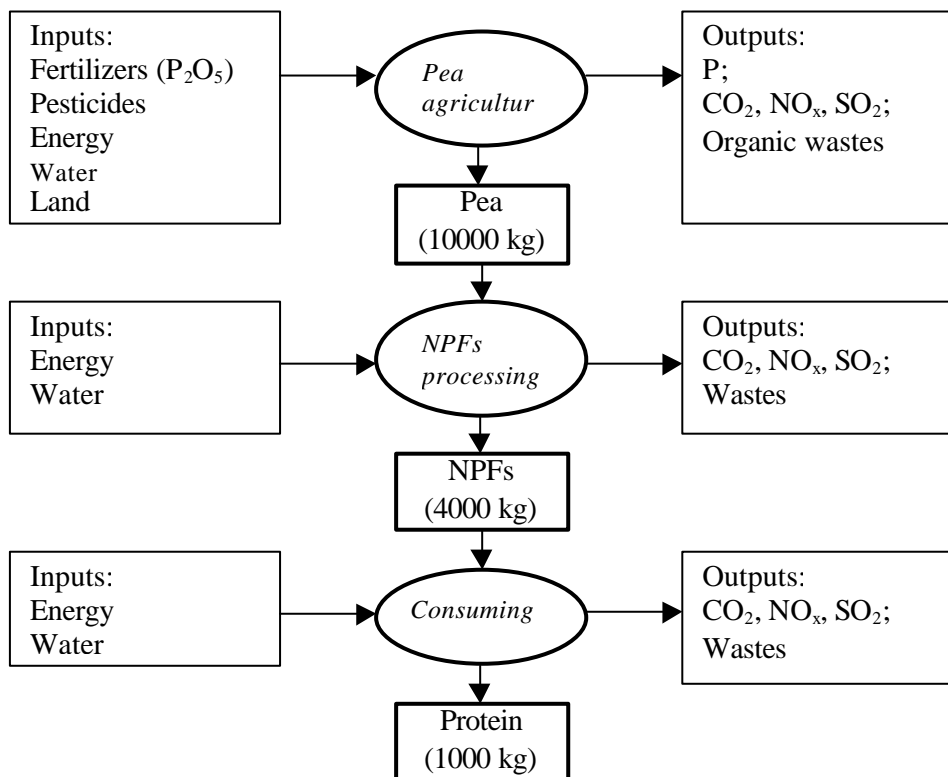 Inputs:
Fertilizers (P₂O₅)
Pesticides
Energy
Water
Land
Pea
agricultur
Outputs:
P;
CO₂, NOₓ, SO₂;
Organic wastes
Pea
(10000 kg)
Inputs:
Energy
Water
NPFs
processing
Outputs:
CO₂, NOₓ, SO₂;
Wastes
NPFs
(4000 kg)
Inputs:
Energy
Water
Consuming
Outputs:
CO₂, NOₓ, SO₂;
Wastes
Protein
(1000 kg)